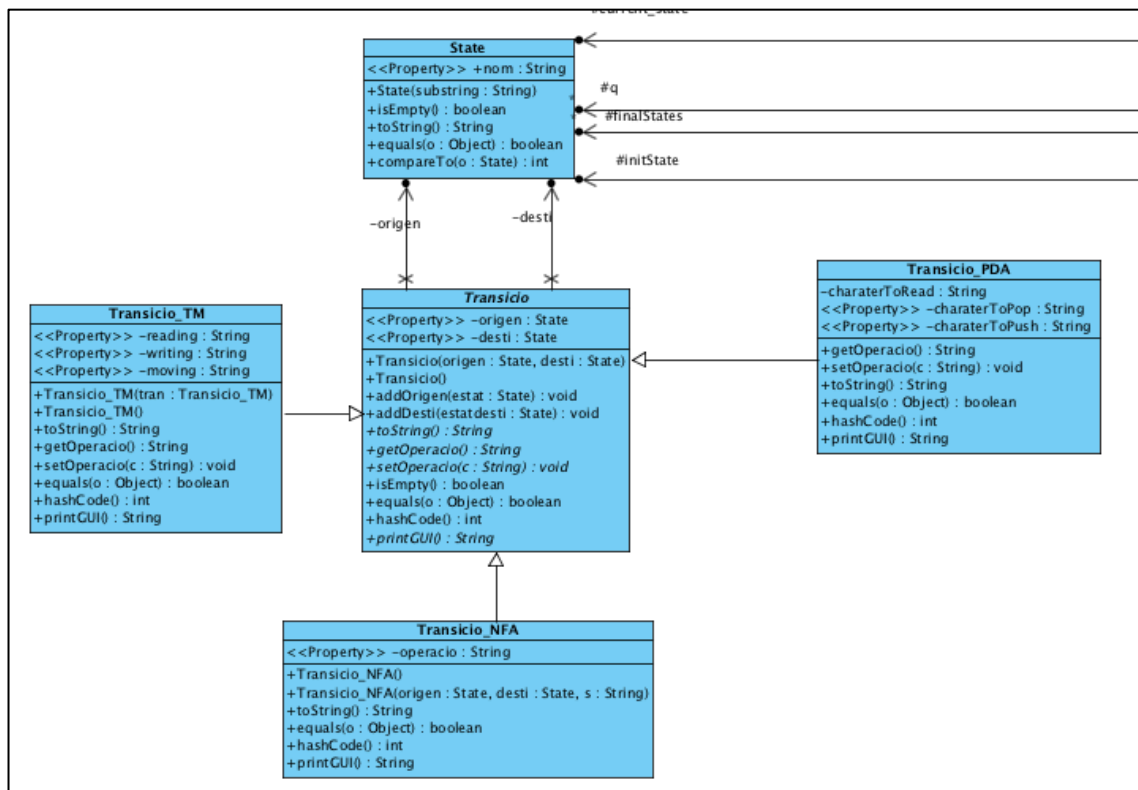 #current_state
State
<<Property>> +nom : String
+State(substring : String)
+isEmpty() : boolean
+toString() : String
+equals(o : Object) : boolean
+compareTo(o : State) : int
#q
*
#finalStates
*
#initState
-origen
-desti
Transicio
<<Property>> -origen : State
<<Property>> -desti : State
+Transicio(origen : State, desti : State)
+Transicio()
+addOrigen(estat : State) : void
+addDesti(estatdesti : State) : void
+toString() : String
+getOperacio() : String
+setOperacio(c : String) : void
+isEmpty() : boolean
+equals(o : Object) : boolean
+hashCode() : int
+printGUI() : String
Transicio_PDA
-charaterToRead : String
<<Property>> -charaterToPop : String
<<Property>> -charaterToPush : String
+getOperacio() : String
+setOperacio(c : String) : void
+toString() : String
+equals(o : Object) : boolean
+hashCode() : int
+printGUI() : String
Transicio_TM
<<Property>> -reading : String
<<Property>> -writing : String
<<Property>> -moving : String
+Transicio_TM(tran : Transicio_TM)
+Transicio_TM()
+toString() : String
+getOperacio() : String
+setOperacio(c : String) : void
+equals(o : Object) : boolean
+hashCode() : int
+printGUI() : String
Transicio_NFA
<<Property>> -operacio : String
+Transicio_NFA()
+Transicio_NFA(origen : State, desti : State, s : String)
+toString() : String
+equals(o : Object) : boolean
+hashCode() : int
+printGUI() : String